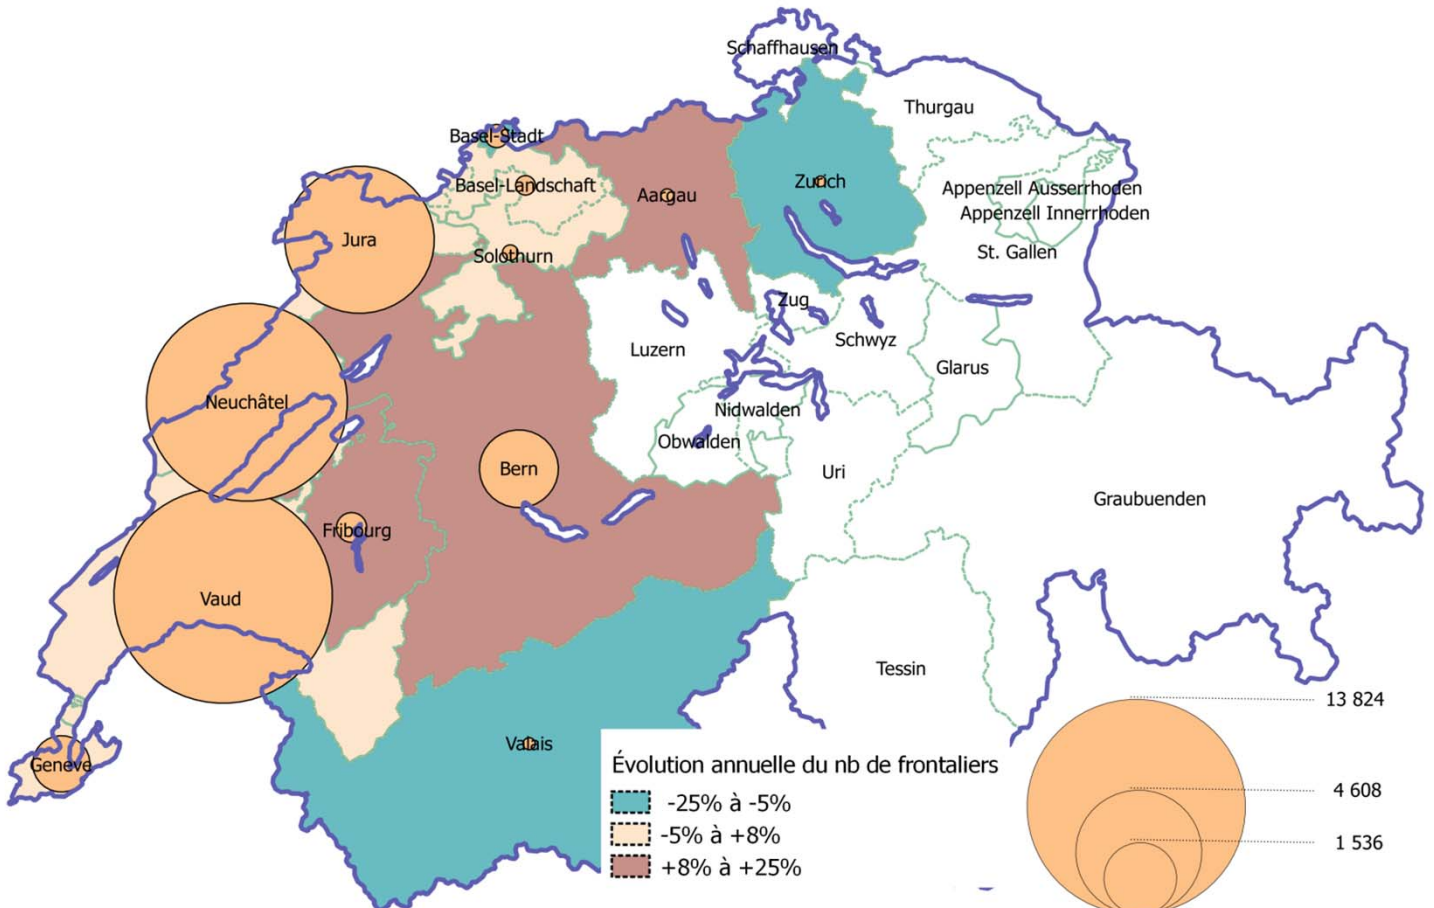 Schaffhausen
Thurgau
Basel-Stadt
Basel-Landschaft
Aargau
Zurich
Appenzell Ausserrhoden
Appenzell Innerrhoden
Jura
Solothurn
St. Gallen
Zug
Luzern
Schwyz
Glarus
Neuchâtel
Nidwalden
Obwalden
Bern
Uri
Graubuenden
Fribourg
Vaud
Tessin
Valais
Genève
Évolution annuelle du nb de frontaliers
-25% à -5%
-5% à +8%
+8% à +25%
13 824
4 608
1 536